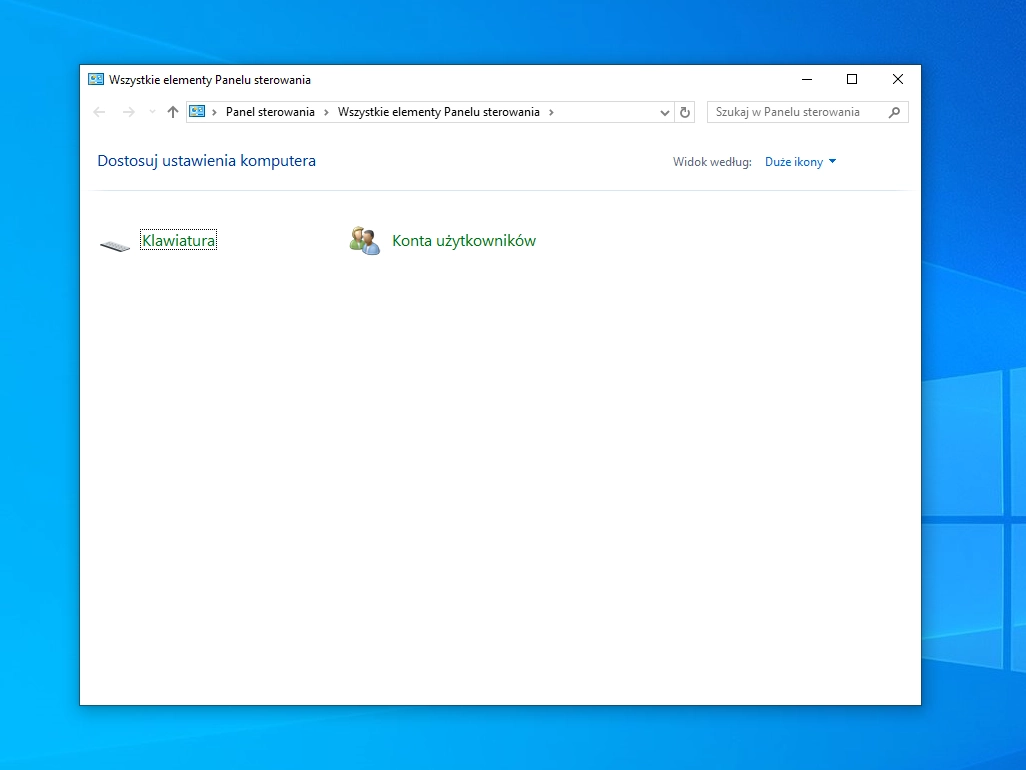 Wszystkie elementy Panelu sterowania
Panel sterowania Wszystkie elementy Panelu sterowania Szukaj w Panelu sterowania
Dostosuj ustawienia komputera Widok według: Duże ikony
Klawiatura Konta użytkowników